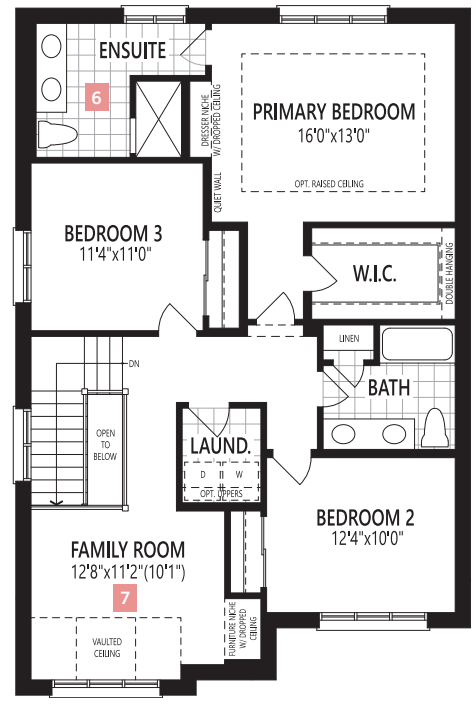 ENSUITE
6
DRESSER NICHE
W/ DROPPED CEILING
PRIMARY BEDROOM
16'0"x13'0"
OPT. RAISED CEILING
QUIET WALL
BEDROOM 3
11'4"x11'0"
W.I.C.
DOUBLE HANGING
LINEN
DN
BATH
OPEN
TO
BELOW
LAUND.
D
W
OPT. UPPERS
BEDROOM 2
12'4"x10'0"
FAMILY ROOM
12'8"x11'2"(10'1")
7
FURNITURE NICHE
W/ DROPPED
CEILING
VAULTED
CEILING